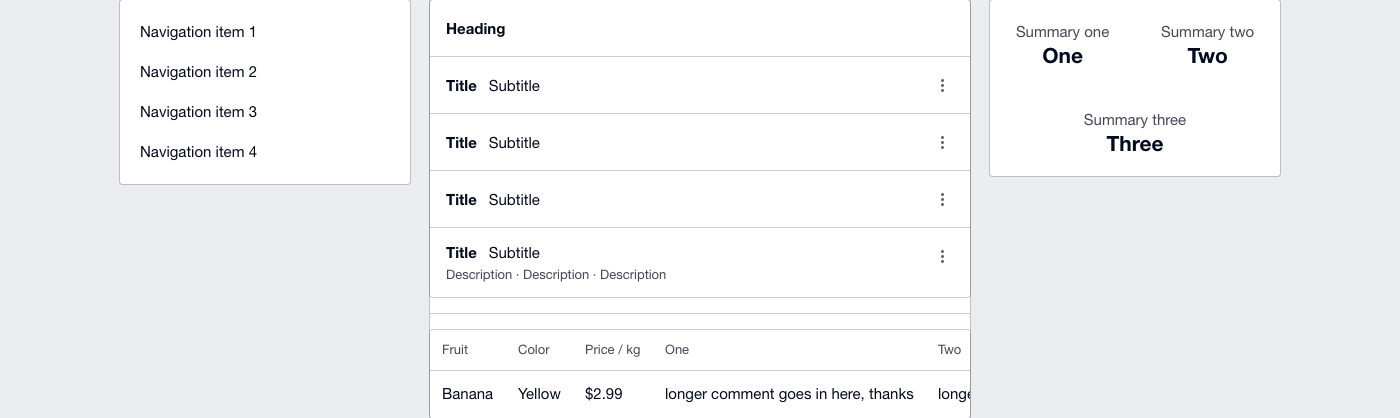 Navigation item 1
Navigation item 2
Navigation item 3
Navigation item 4
Heading
Title Subtitle
Title Subtitle
Title Subtitle
Title Subtitle
Description · Description · Description
Fruit Color Price / kg One Two
Banana Yellow $2.99 longer comment goes in here, thanks
Summary one Summary two
One Two
Summary three
Three